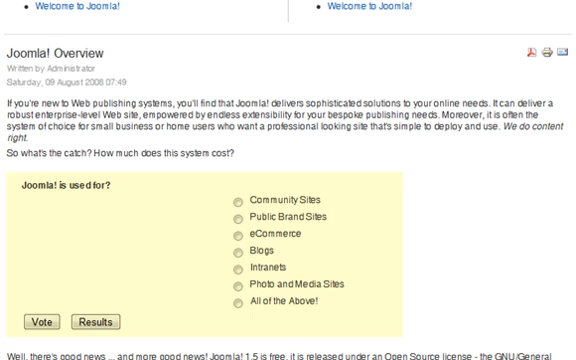 Welcome to Joomla!
Welcome to Joomla!
Joomla! Overview
Written by Administrator
Saturday, 09 August 2008 07:49
If you're new to Web publishing systems, you'll find that Joomla! delivers sophisticated solutions to your online needs. It can deliver a
robust enterprise-level Web site, empowered by endless extensibility for your bespoke publishing needs. Moreover, it is often the
system of choice for small business or home users who want a professional looking site that's simple to deploy and use. We do content
right.
So what's the catch? How much does this system cost?
Joomla! is used for?
Community Sites
Public Brand Sites
eCommerce
Blogs
Intranets
Photo and Media Sites
All of the Above!
Vote
Results
Well, there's good news ... and more good news! Joomla! 1.5 is free, it is released under an Open Source license - the GNU/General